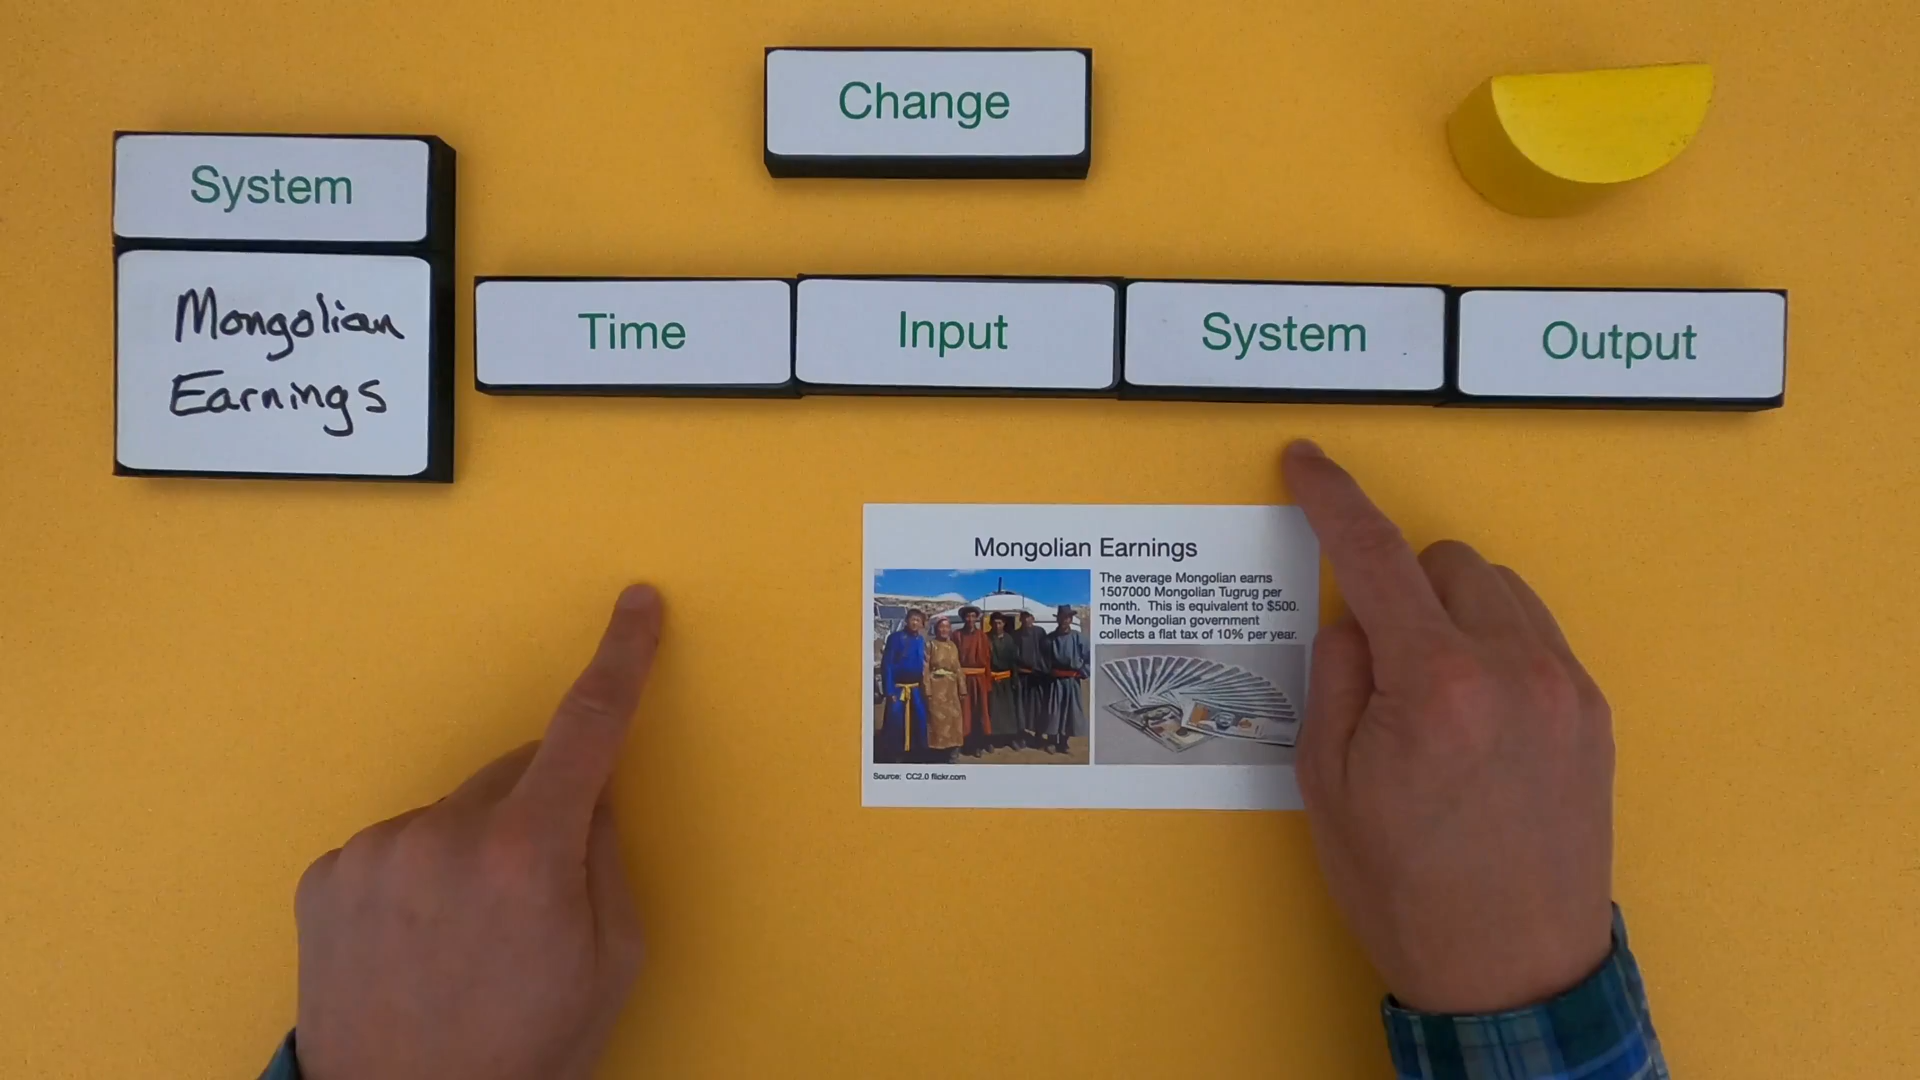 Change
System
Mongolian
Earnings
Time
Input
System
Output
Mongolian Earnings
The average Mongolian earns
1507000 Mongolian Tugrug per
month. This is equivalent to $500.
The Mongolian government
collects a flat tax of 10% per year.
Source: CC2.0 flickr.com